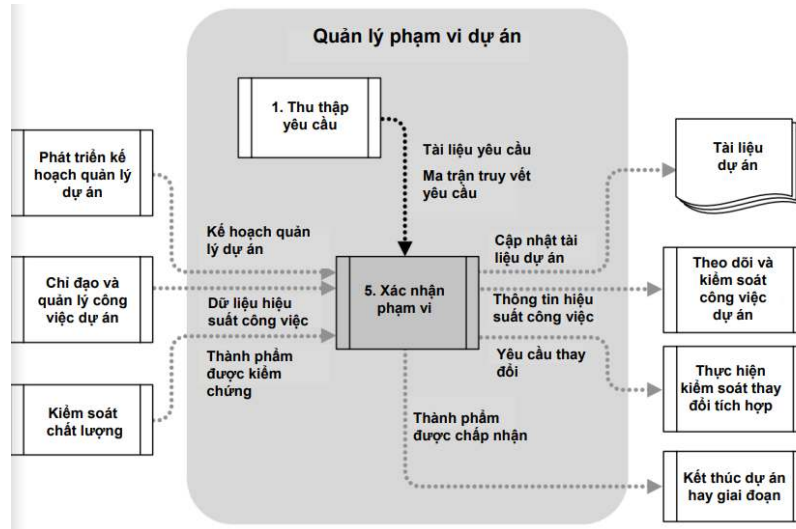 Quản lý phạm vi dự án
1. Thu thập
yêu cầu
Tài liệu yêu cầu
Ma trận truy vết
yêu cầu
Phát triển kế
hoạch quản lý
dự án
Chỉ đạo và
quản lý công
việc dự án
Kiểm soát
chất lượng
Kế hoạch quản
lý dự án
Dữ liệu hiệu
suất công việc
Thành phẩm
được kiểm
chứng
5. Xác nhận
phạm vi
Cập nhật tài
liệu dự án
Thông tin hiệu
suất công việc
Yêu cầu thay
đổi
Thành phẩm
được chấp nhận
Tài liệu
dự án
Theo dõi và
kiểm soát
công việc
dự án
Thực hiện
kiểm soát thay
đổi tích hợp
Kết thúc dự án
hay giai đoạn